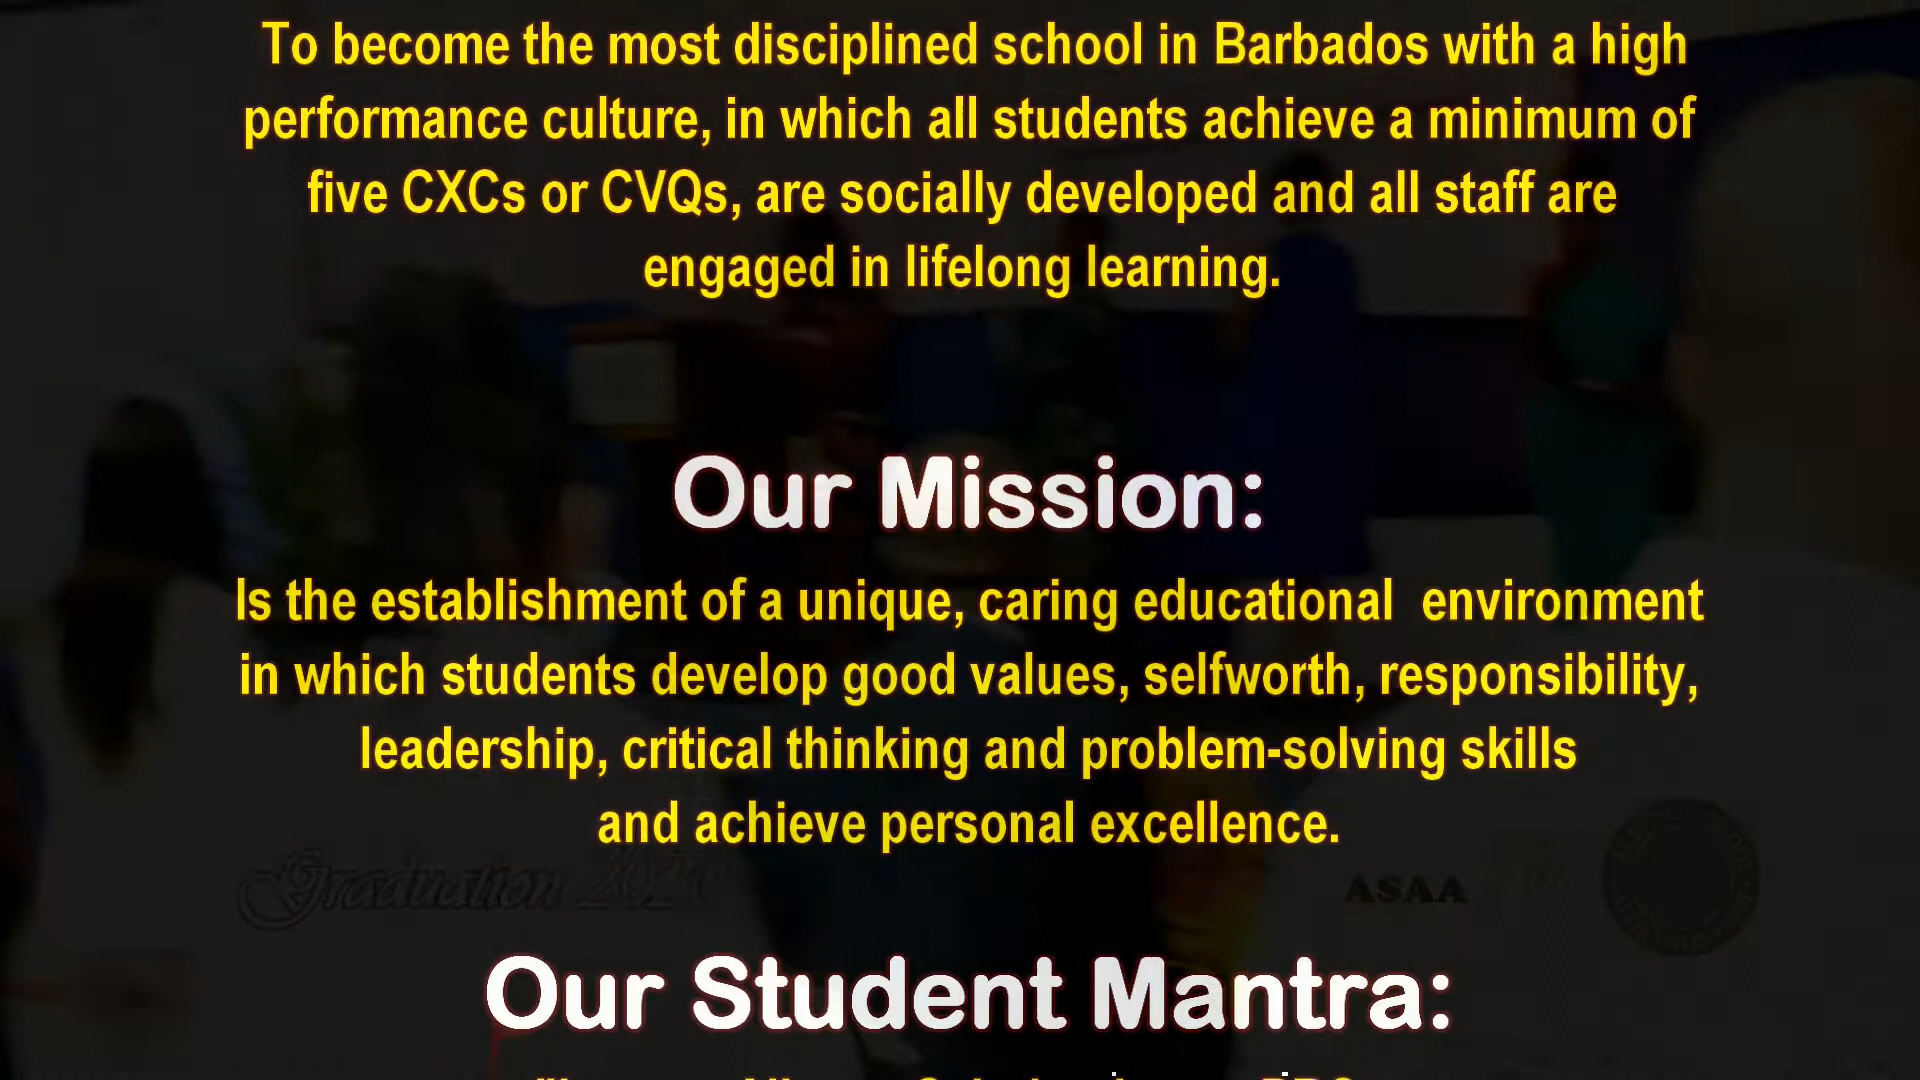 To become the most disciplined school in Barbados with a high
performance culture, in which all students achieve a minimum of
five CXCs or CVQs, are socially developed and all staff are
engaged in lifelong learning.
Our Mission:
Is the establishment of a unique, caring educational  environment
in which students develop good values, selfworth, responsibility,
leadership, critical thinking and problem-solving skills
and achieve personal excellence.
Graduation
ASAA
Our Student Mantra: